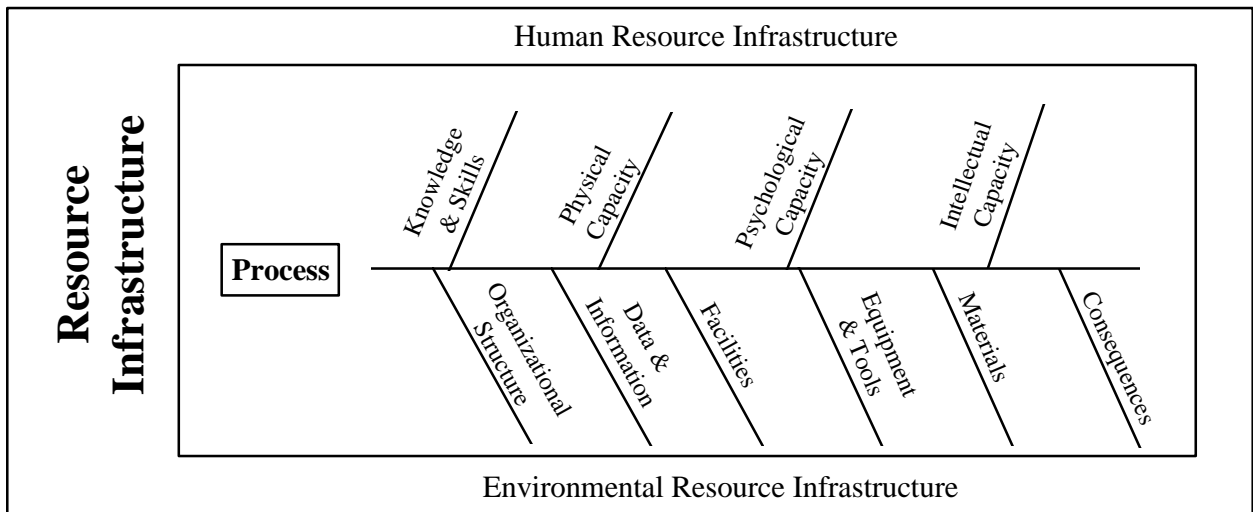 Human Resource Infrastructure
Resource
Infrastructure
Knowledge
& Skills
Physical
Capacity
Psychological
Capacity
Intellectual
Capacity
Process
Organizational
Structure
Data &
Information
Facilities
Equipment
& Tools
Materials
Consequences
Environmental Resource Infrastructure